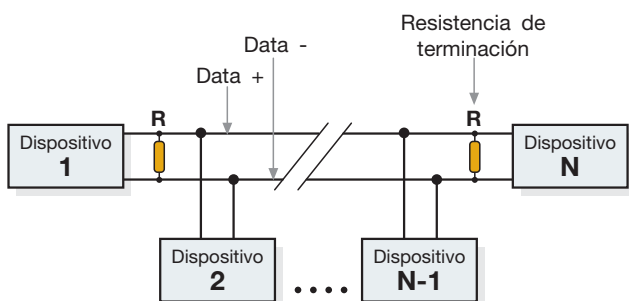 Resistencia de
terminación
Data -
Data +
R
R
Dispositivo
1
Dispositivo
N
Dispositivo
2
....
Dispositivo
N-1